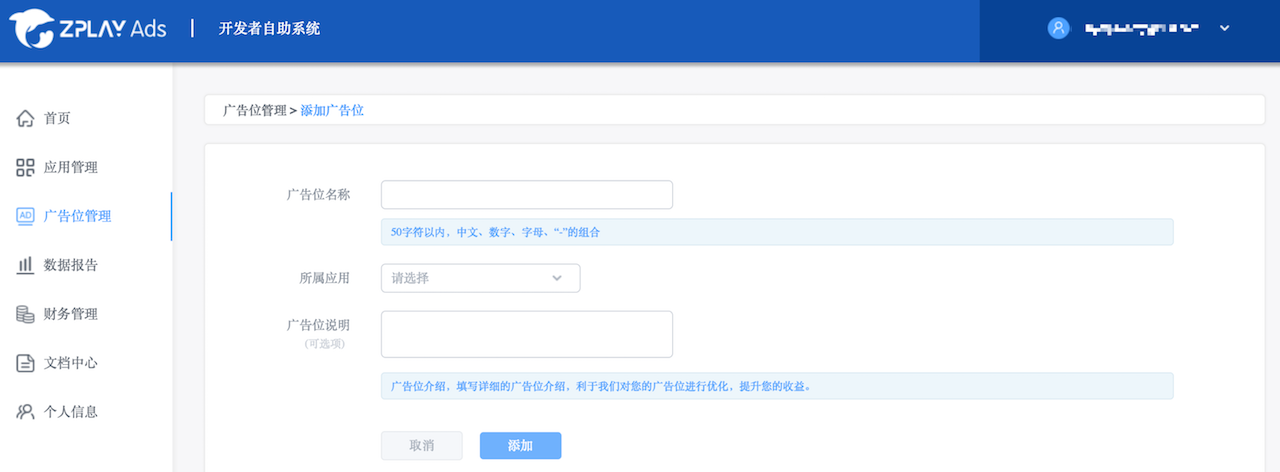 ZPLAY Ads | 开发者自助系统
广告位管理 > 添加广告位
首页
应用管理
AD 广告位管理
数据报告
财务管理
文档中心
个人信息
广告位名称
50字符以内，中文、数字、字母、“-”的组合
所属应用 请选择
广告位说明
(可选项)
广告位介绍，填写详细的广告位介绍，利于我们对您的广告位进行优化，提升您的收益。
取消 添加